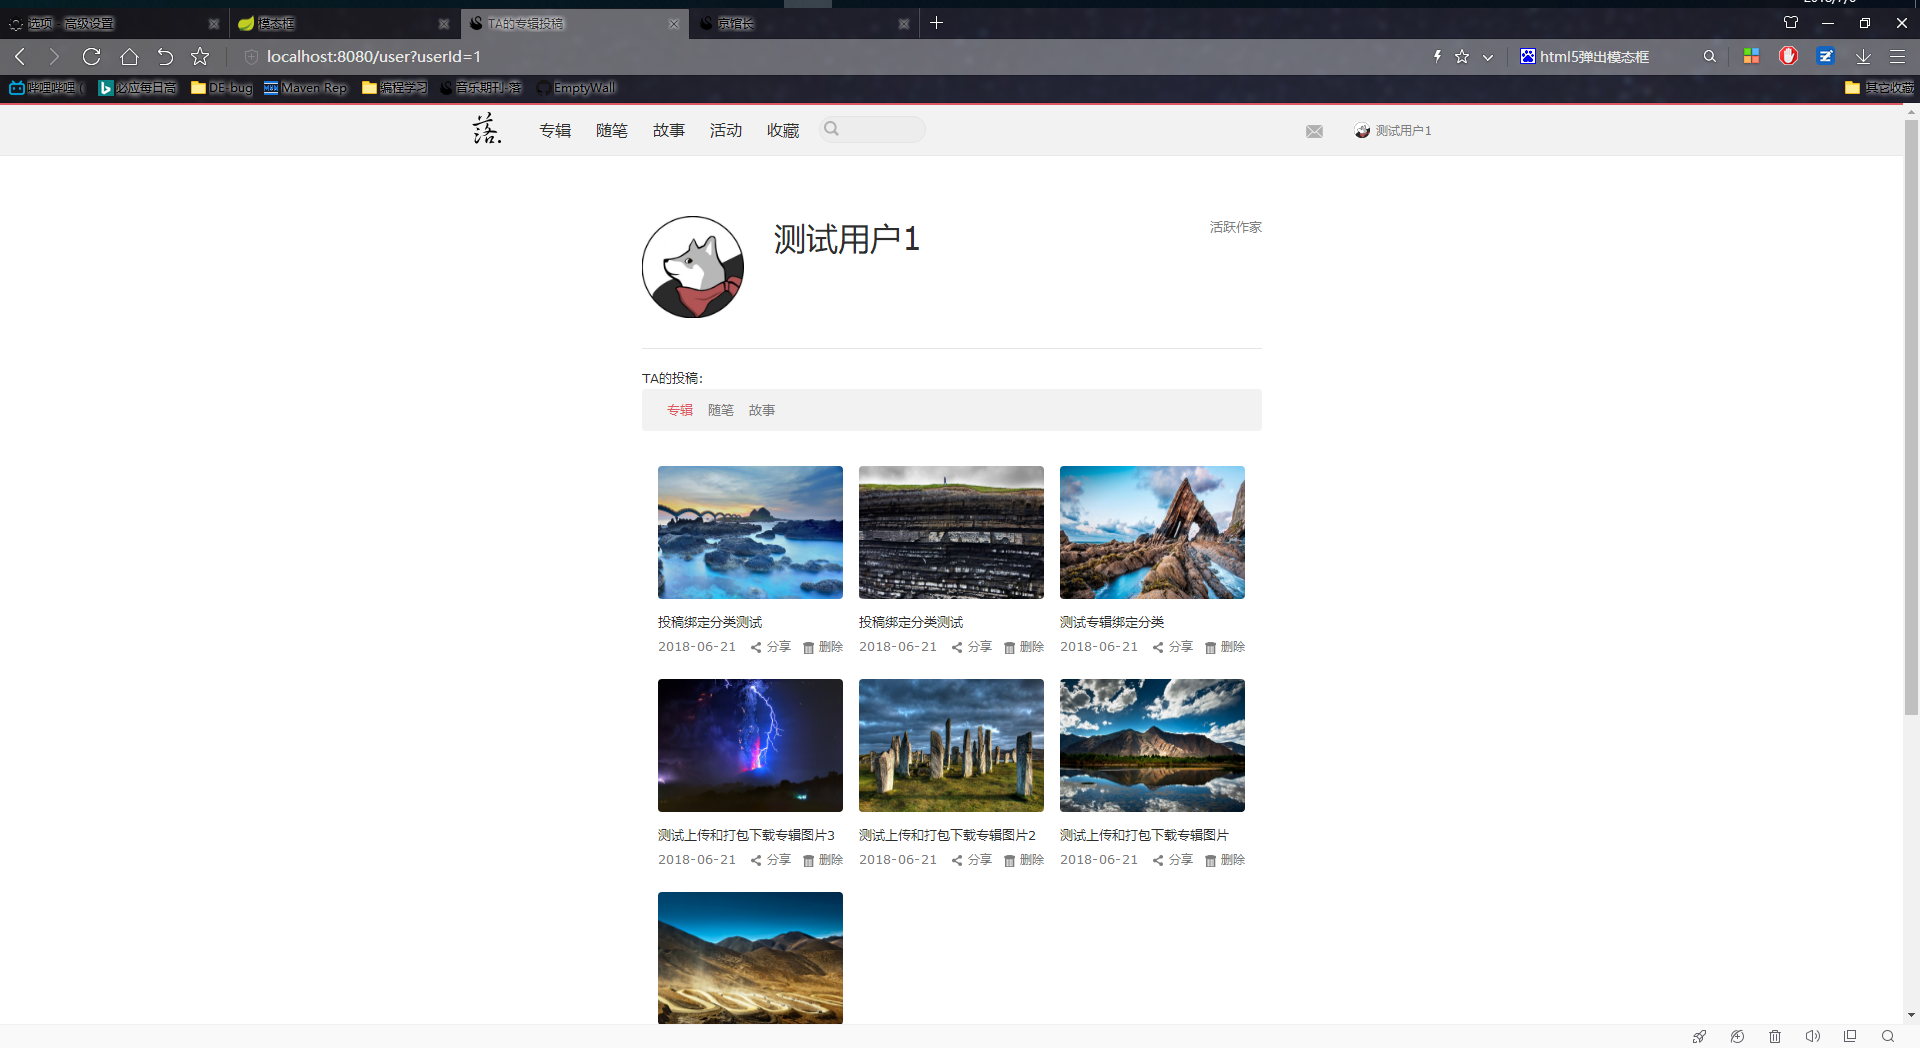 选项 - 高级设置
模态框
TA的专辑投稿
京馆长
localhost:8080/user?userId=1
html5弹出模态框
哔哩哔哩 (
必应每日高
DE-bug
Maven Rep
编程学习
音乐期刊-落
EmptyWall
其它收藏
落.
专辑
随笔
故事
活动
收藏
测试用户1
测试用户1
活跃作家
TA的投稿:
专辑
随笔
故事
投稿绑定分类测试
投稿绑定分类测试
测试专辑绑定分类
2018-06-21 分享 删除
2018-06-21 分享 删除
2018-06-21 分享 删除
测试上传和打包下载专辑图片3
测试上传和打包下载专辑图片2
测试上传和打包下载专辑图片
2018-06-21 分享 删除
2018-06-21 分享 删除
2018-06-21 分享 删除